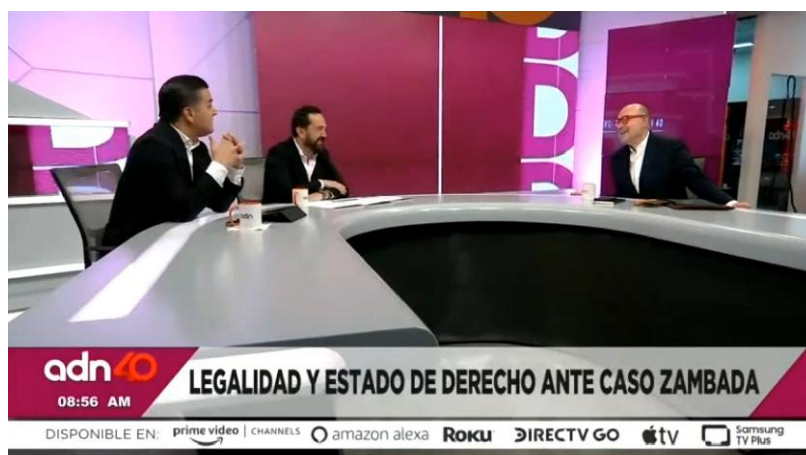 adn
adn40
LEGALIDAD Y ESTADO DE DERECHO ANTE CASO ZAMBADA
08:56 AM
DISPONIBLE EN: prime video | CHANNELS amazon alexa ROKU DIRECTV GO tv Samsung TV Plus